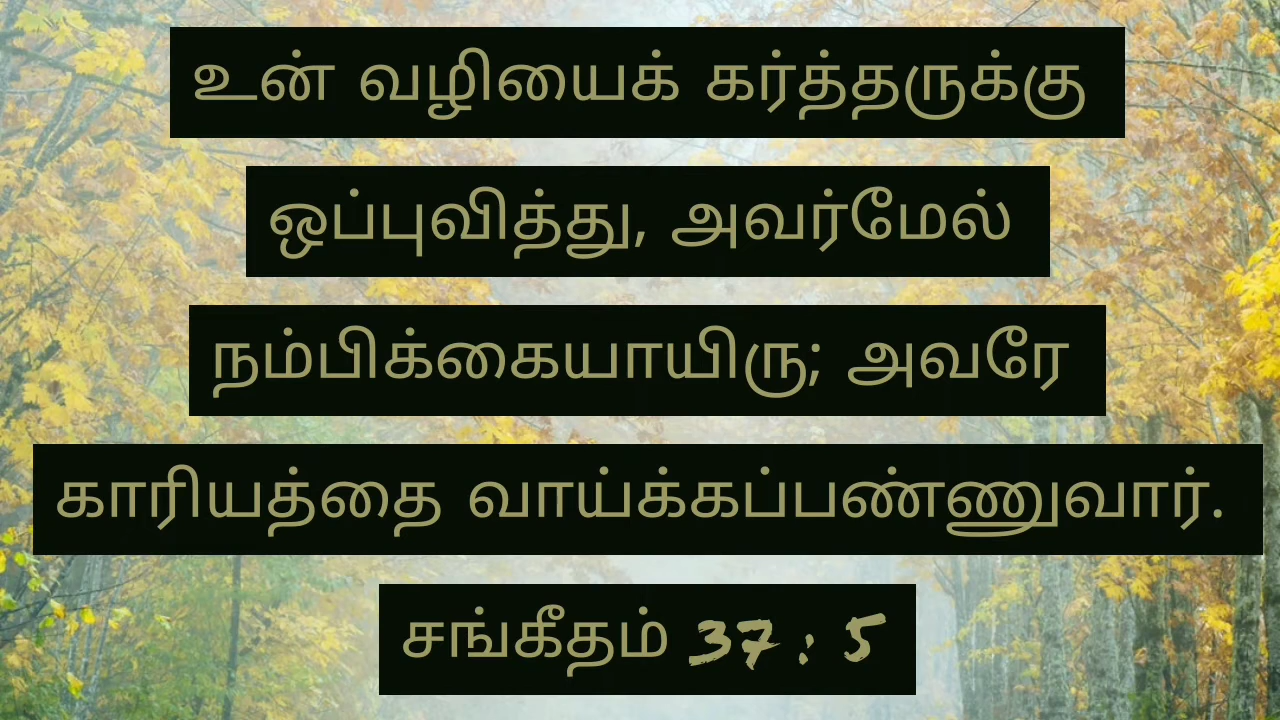 உன் வழியைக் கர்த்தருக்கு
ஒப்புவித்து, அவர்மேல்
நம்பிக்கையாயிரு; அவரே
காரியத்தை வாய்க்கப்பண்ணுவார்.
சங்கீதம் 37 : 5